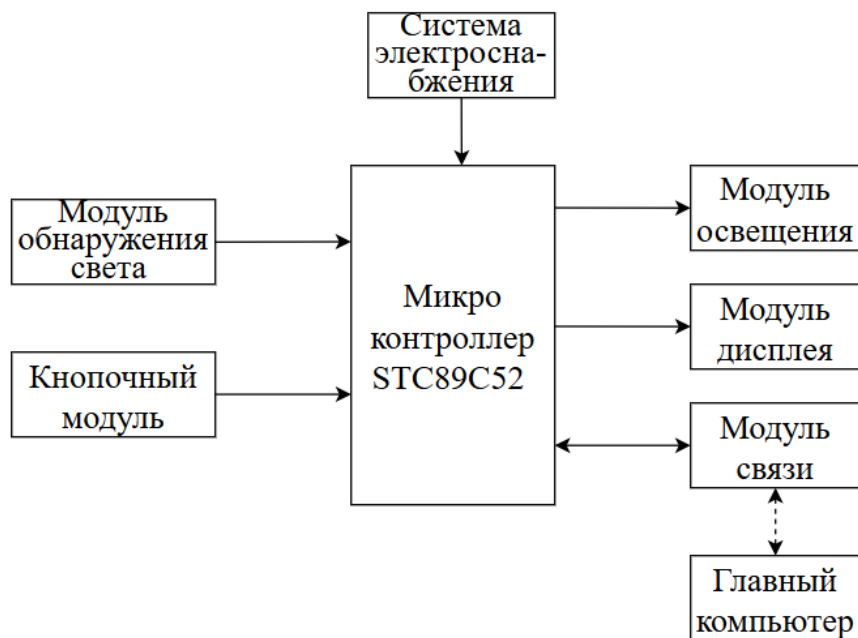 Система
электросна-
бжения
Модуль
обнаружения
света
Кнопочный
модуль
Микро
контроллер
STC89C52
Модуль
освещения
Модуль
дисплея
Модуль
связи
Главный
компьютер